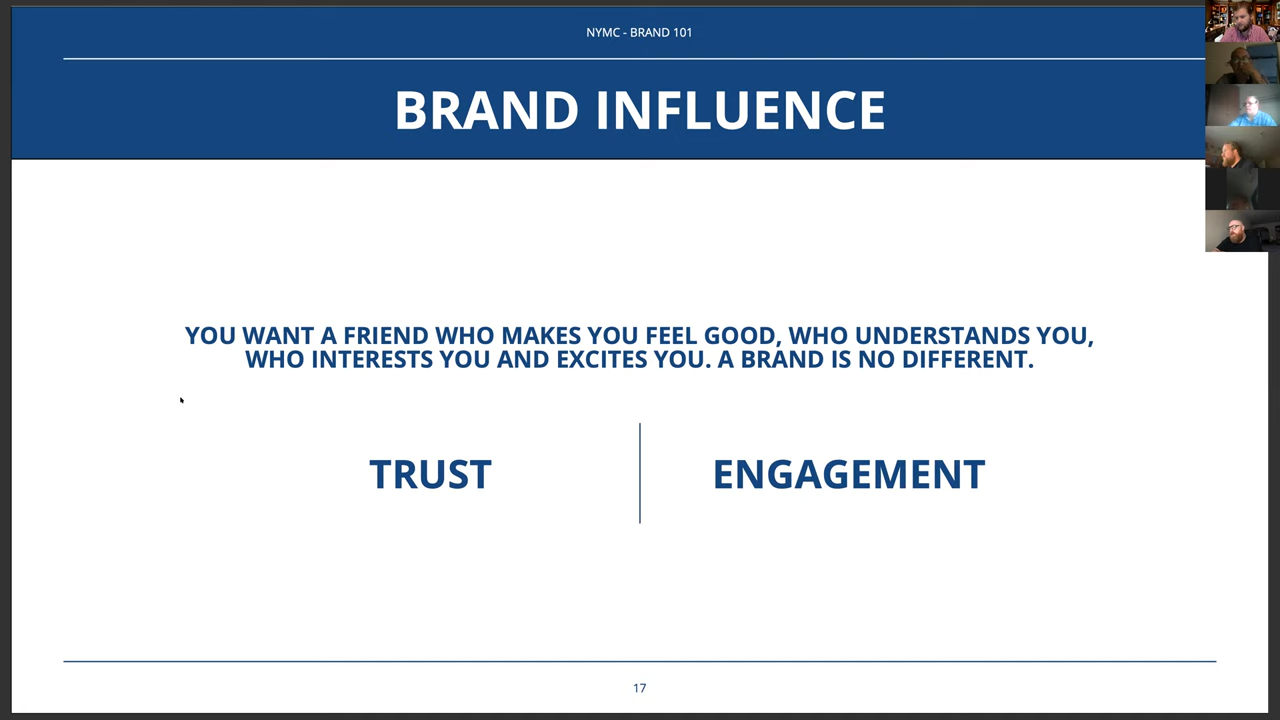 NYMC - BRAND 101
BRAND INFLUENCE
YOU WANT A FRIEND WHO MAKES YOU FEEL GOOD, WHO UNDERSTANDS YOU,
WHO INTERESTS YOU AND EXCITES YOU. A BRAND IS NO DIFFERENT.
TRUST
ENGAGEMENT
17